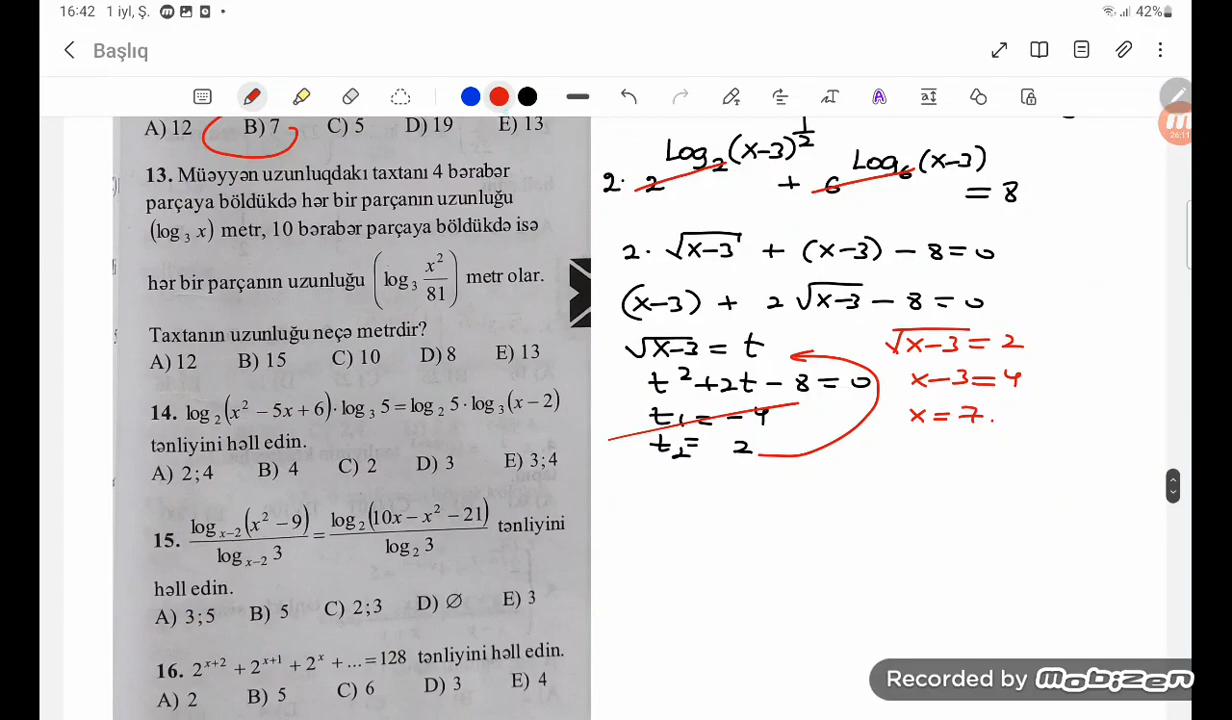 16:42 1 iyl, Ş.
42%
Başlıq
A) 12 B) 7 C) 5 D) 19 E) 13
13. Müəyyən uzunluqdakı taxtanı 4 bərabər
parçaya böldükdə hər bir parçanın uzunluğu
(log₃ x) metr, 10 bərabər parçaya böldükdə isə
hər bir parçanın uzunluğu (log₃ x²/81) metr olar.
Taxtanın uzunluğu neçə metrdir?
A) 12 B) 15 C) 10 D) 8 E) 13
14. log₂(x² − 5x + 6) · log₃ 5 = log₂ 5 · log₃(x − 2)
tənliyini həll edin.
A) 2;4 B) 4 C) 2 D) 3 E) 3;4
15. log_{x−2}(x² − 9)/log_{x−2} 3 = log₂(10x − x² − 21)/log₂ 3 tənliyini
həll edin.
A) 3;5 B) 5 C) 2;3 D) ∅ E) 3
16. 2^{x+2} + 2^{x+1} + 2^x + ... = 128 tənliyini həll edin.
A) 2 B) 5 C) 6 D) 3 E) 4
2 · 2^{Log₂(x−3)^{1/2}} + 6^{Log₆(x−3)} = 8
2 · √x−3 + (x−3) − 8 = 0
(x−3) + 2 √x−3 − 8 = 0
√x−3 = t
t² + 2t − 8 = 0
t₁ = −4
t₂ = 2
√x−3 = 2
x−3 = 4
x = 7.
26:11
Recorded by mobizen